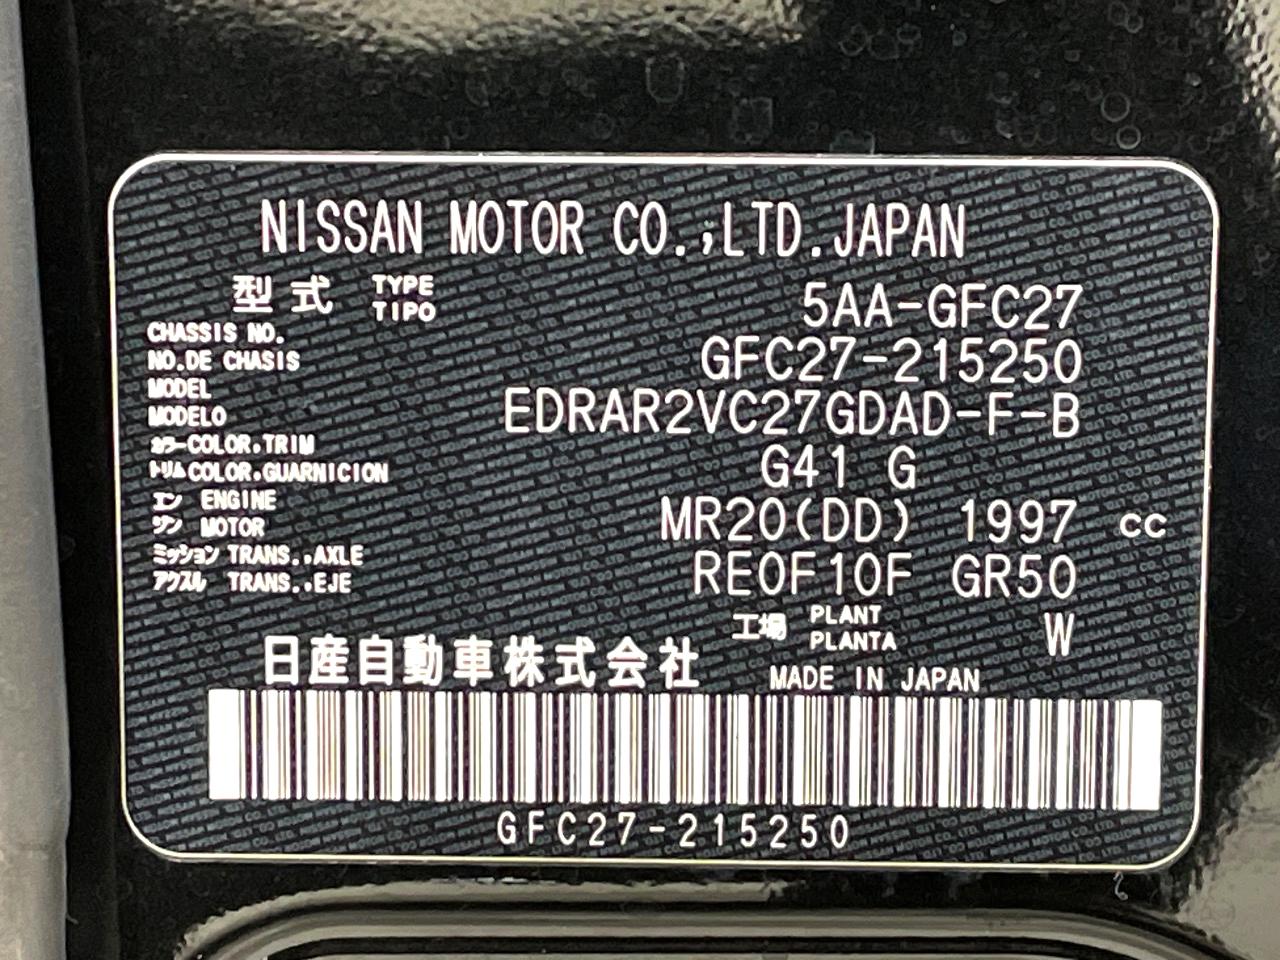 NISSAN MOTOR CO.,LTD.JAPAN
型式 TYPE TIPO 5AA-GFC27
CHASSIS NO.
NO.DE CHASIS GFC27-215250
MODEL
MODELO EDRAR2VC27GDAD-F-B
カラー COLOR.TRIM
トリム COLOR.GUARNICION G41 G
エン ENGINE
ジン MOTOR MR20(DD) 1997 cc
ミッション TRANS..AXLE
アクスル TRANS..EJE RE0F10F GR50
工場 PLANT PLANTA W
日産自動車株式会社 MADE IN JAPAN
GFC27-215250